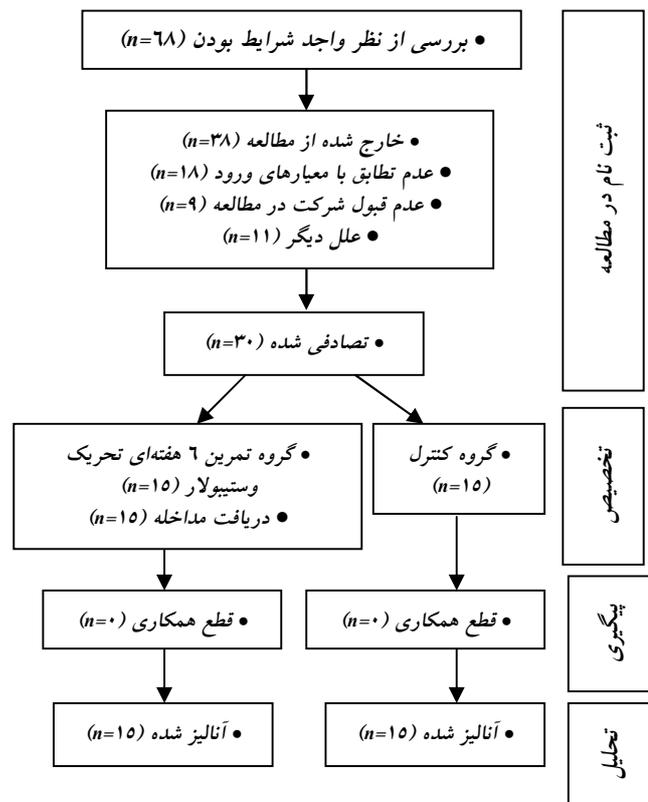 • بررسی از نظر واجد شرایط بودن (n=۶۸)
• خارج شده از مطالعه (n=۳۸)
• عدم تطابق با معیارهای ورود (n=۱۸)
• عدم قبول شرکت در مطالعه (n=۹)
• علل دیگر (n=۱۱)
• تصادفی شده (n=۳۰)
ثبت نام در مطالعه
• گروه کنترل
(n=۱۵)
• گروه تمرین ۶ هفته‌ای تحریک
وستیبولار (n=۱۵)
• دریافت مداخله (n=۱۵)
تخصیص
• قطع همکاری (n=۰)
• قطع همکاری (n=۰)
پیگیری
• آنالیز شده (n=۱۵)
• آنالیز شده (n=۱۵)
تحلیل